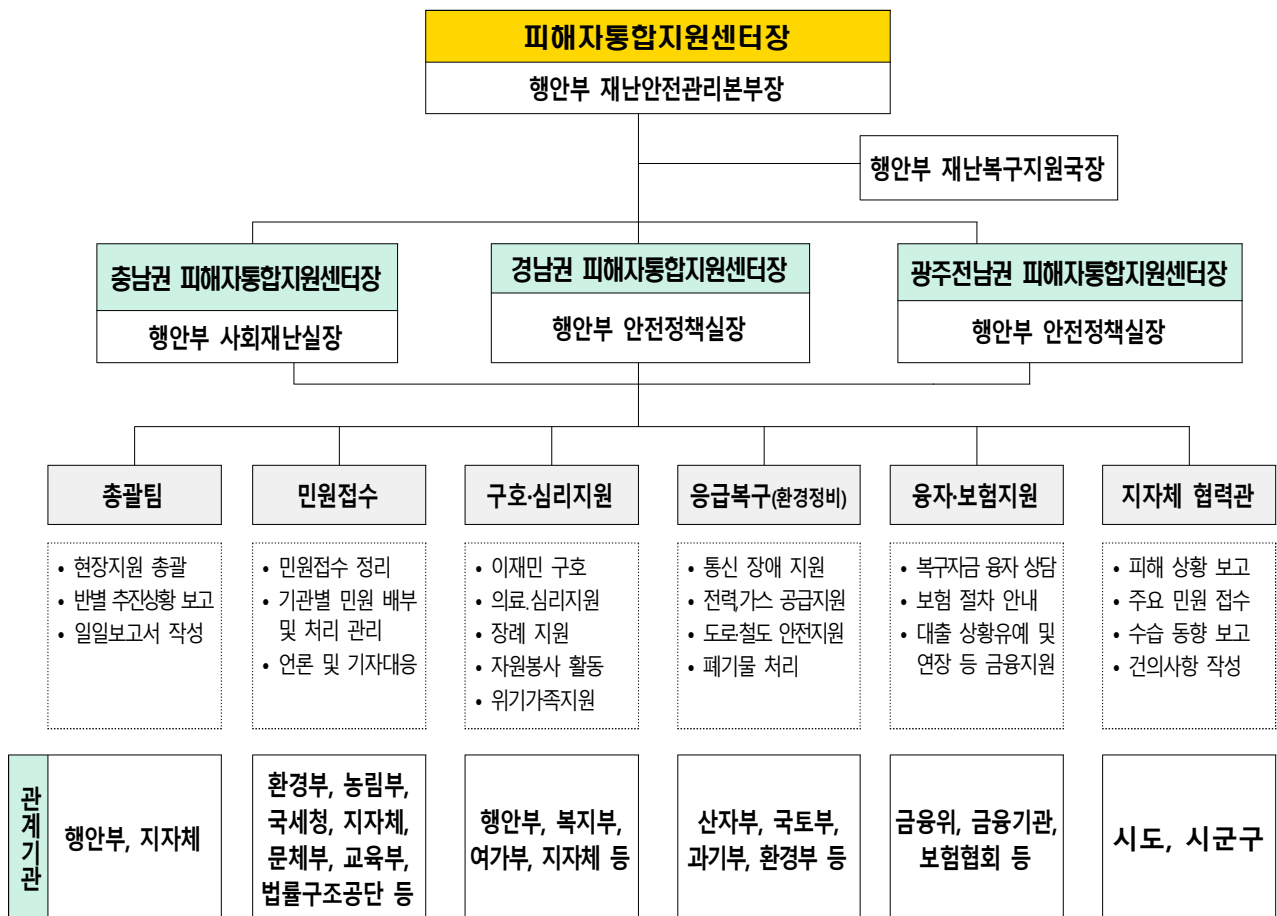 피해자통합지원센터장
행안부 재난안전관리본부장
행안부 재난복구지원국장
충남권 피해자통합지원센터장
행안부 사회재난실장
경남권 피해자통합지원센터장
행안부 안전정책실장
광주전남권 피해자통합지원센터장
행안부 안전정책실장
총괄팀
• 현장지원 총괄
• 반별 추진상황 보고
• 일일보고서 작성
민원접수
• 민원접수 정리
• 기관별 민원 배부
및 처리 관리
• 언론 및 기자대응
구호·심리지원
• 이재민 구호
• 의료.심리지원
• 장례 지원
• 자원봉사 활동
• 위기가족지원
응급복구(환경정비)
• 통신 장애 지원
• 전력,가스 공급지원
• 도로·철도 안전지원
• 폐기물 처리
융자·보험지원
• 복구자금 융자 상담
• 보험 절차 안내
• 대출 상황유예 및
연장 등 금융지원
지자체 협력관
• 피해 상황 보고
• 주요 민원 접수
• 수습 동향 보고
• 건의사항 작성
관계기관
행안부, 지자체
환경부, 농림부,
국세청, 지자체,
문체부, 교육부,
법률구조공단 등
행안부, 복지부,
여가부, 지자체 등
산자부, 국토부,
과기부, 환경부 등
금융위, 금융기관,
보험협회 등
시도, 시군구